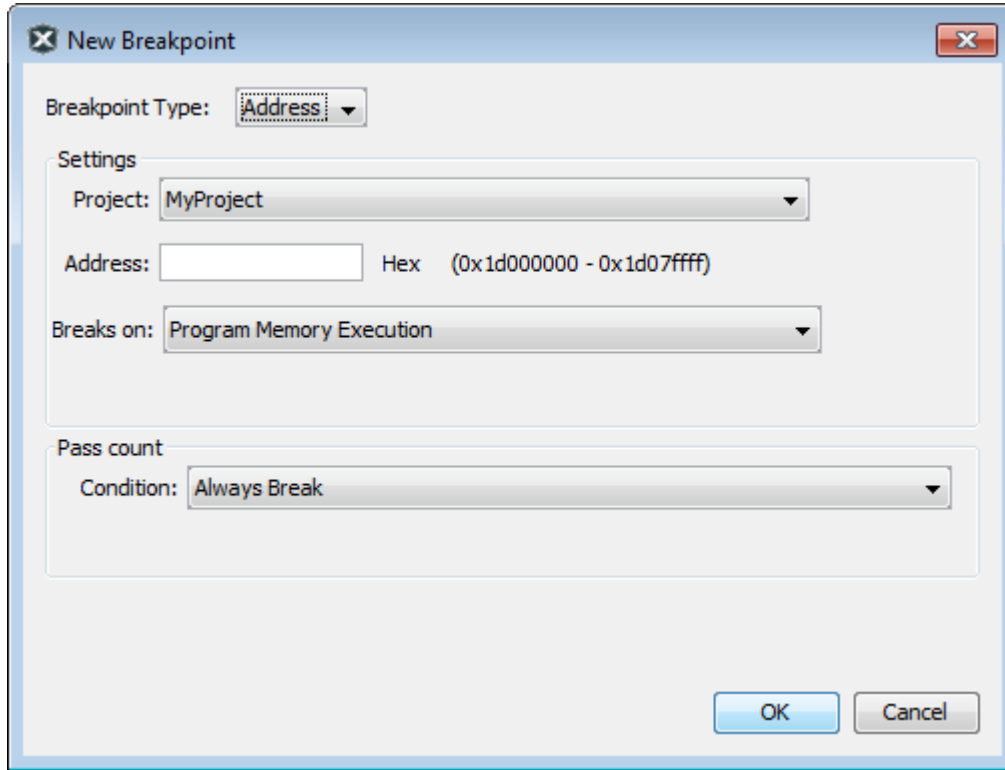 New Breakpoint
Breakpoint Type: Address
Settings
Project: MyProject
Address: Hex (0x1d000000 - 0x1d07ffff)
Breaks on: Program Memory Execution
Pass count
Condition: Always Break
OK Cancel